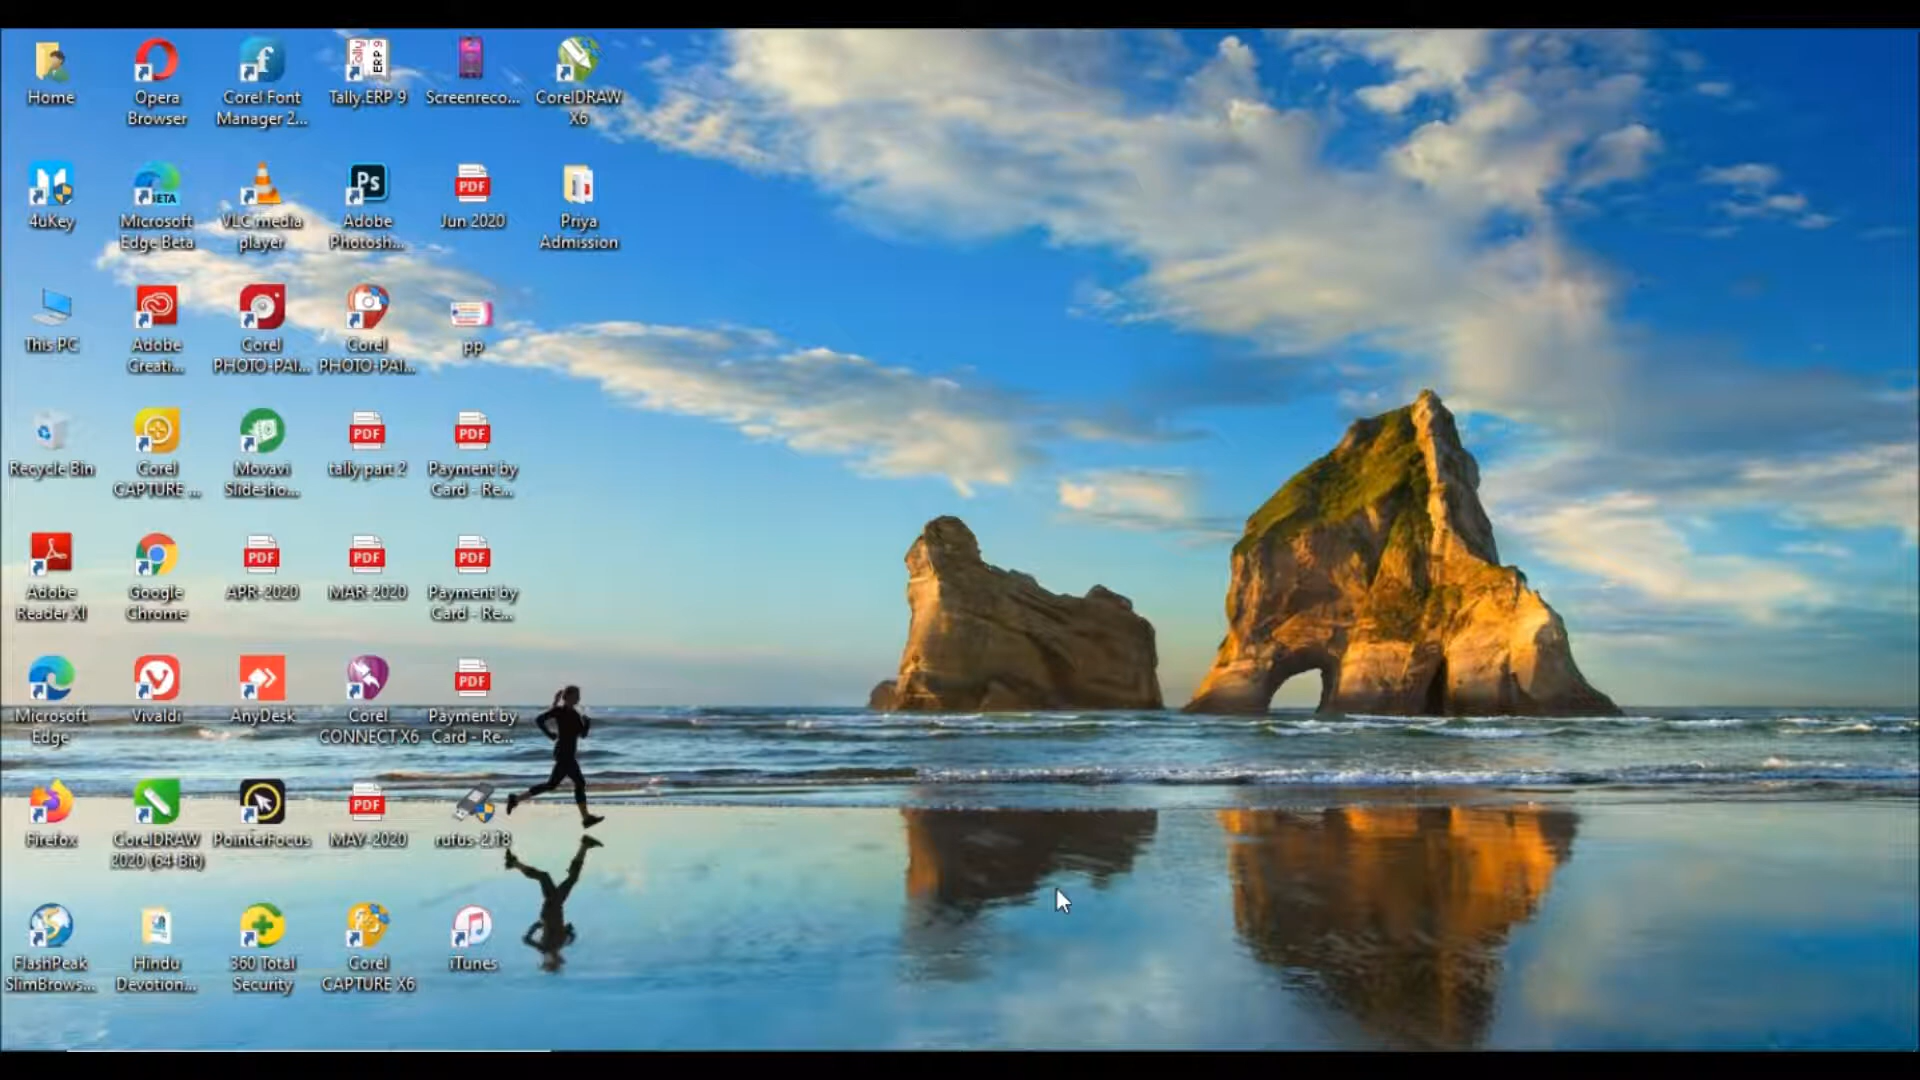 Home
Opera
Browser
Corel Font
Manager 2...
Tally.ERP 9
Screenreco...
CorelDRAW
X6
4uKey
Microsoft
Edge Beta
VLC media
player
Adobe
Photosh...
Jun 2020
Priya
Admission
This PC
Adobe
Creati...
Corel
PHOTO-PAI...
Corel
PHOTO-PAI...
pp
Recycle Bin
Corel
CAPTURE ...
Movavi
Slidesho...
tally part 2
Payment by
Card - Re...
Adobe
Reader XI
Google
Chrome
APR-2020
MAR-2020
Payment by
Card - Re...
Microsoft
Edge
Vivaldi
AnyDesk
Corel
CONNECT X6
Payment by
Card - Re...
Firefox
CorelDRAW
2020 (64-Bit)
PointerFocus
MAY-2020
rufus-2.18
FlashPeak
SlimBrows...
Hindu
Devotion...
360 Total
Security
Corel
CAPTURE X6
iTunes